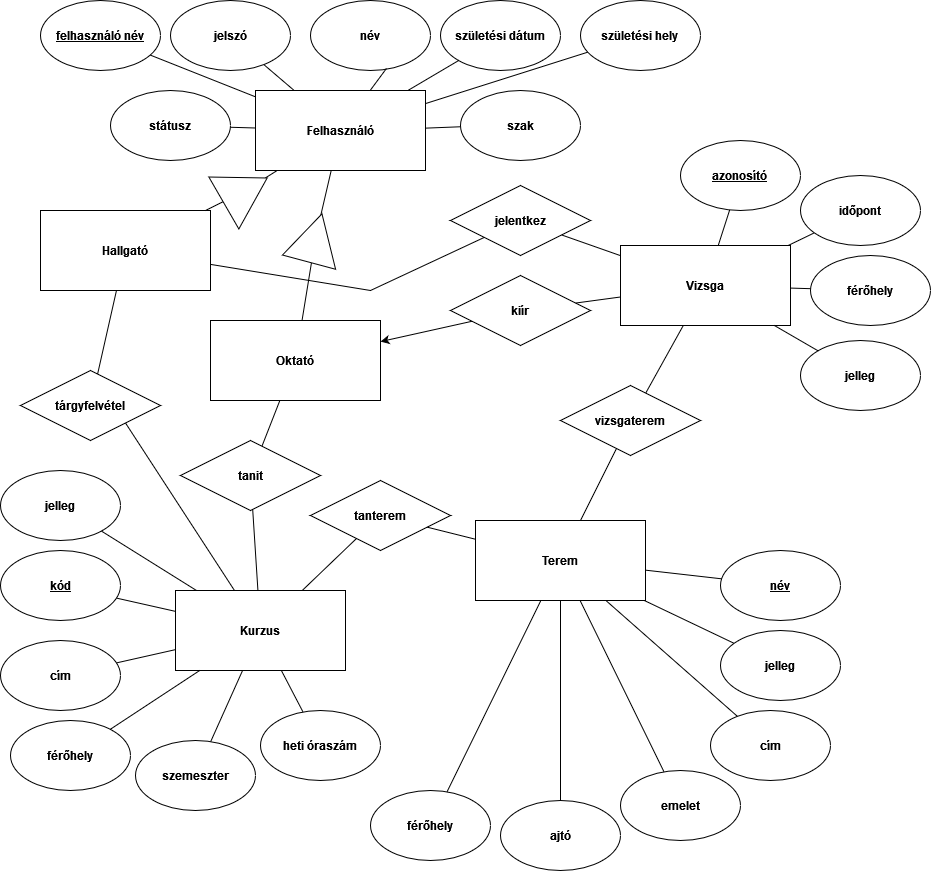 felhasználó név
jelszó
név
születési dátum
születési hely
státusz
Felhasználó
szak
azonosító
időpont
Hallgató
jelentkez
Vizsga
férőhely
kiír
Oktató
jelleg
tárgyfelvétel
vizsgaterem
tanit
tanterem
jelleg
Terem
kód
név
Kurzus
jelleg
cím
férőhely
szemeszter
heti óraszám
cím
férőhely
ajtó
emelet